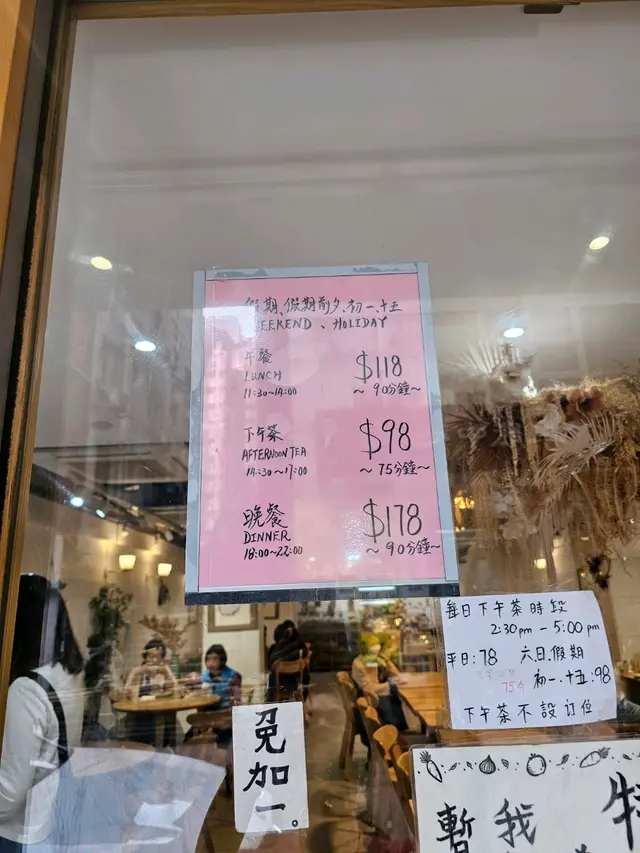 假期、假期前夕、初一、十五
WEEKEND、HOLIDAY
午餐
LUNCH
11:30~14:00
$118
~90分鐘~
下午茶
AFTERNOON TEA
14:30~17:00
$98
~75分鐘~
晚餐
DINNER
18:00~22:00
$178
~90分鐘~
每日下午茶時段
2:30pm-5:00pm
平日:78 六.日.假期
75分 初一.十五:98
下午茶不設訂位
免加一。
暫我 特